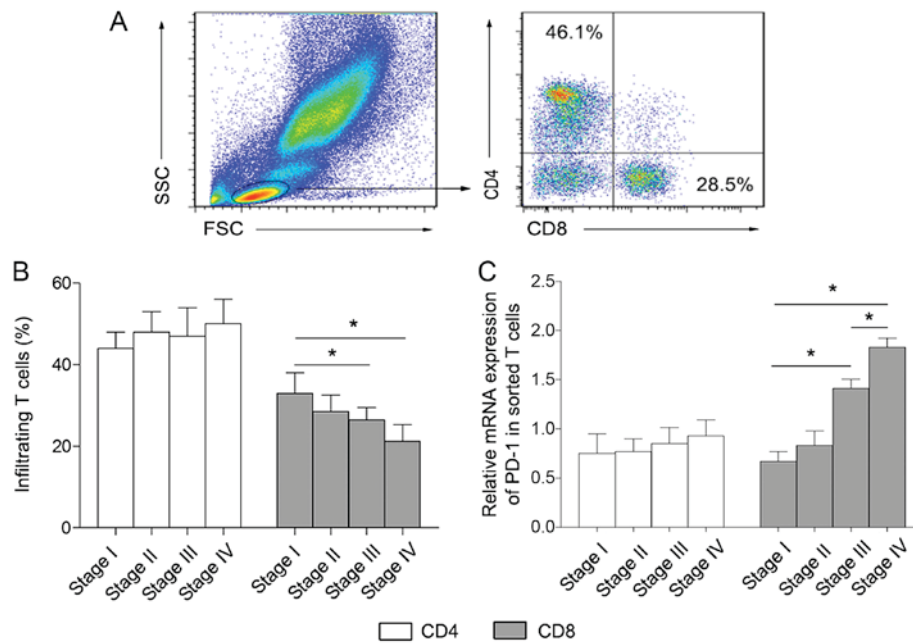 A
SSC
FSC
46.1%
28.5%
CD4
CD8
B
Infiltrating T cells (%)
60
40
20
0
*
*
Stage I
Stage II
Stage III
Stage IV
Stage I
Stage II
Stage III
Stage IV
C
Relative mRNA expression
of PD-1 in sorted T cells
2.5
2.0
1.5
1.0
0.5
0.0
*
*
*
Stage I
Stage II
Stage III
Stage IV
Stage I
Stage II
Stage III
Stage IV
CD4
CD8